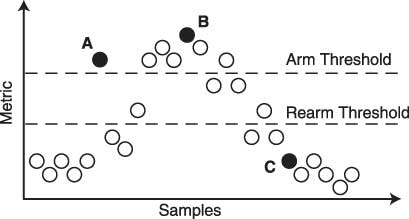 B
A
Arm Threshold
Metric
Rearm Threshold
C
Samples